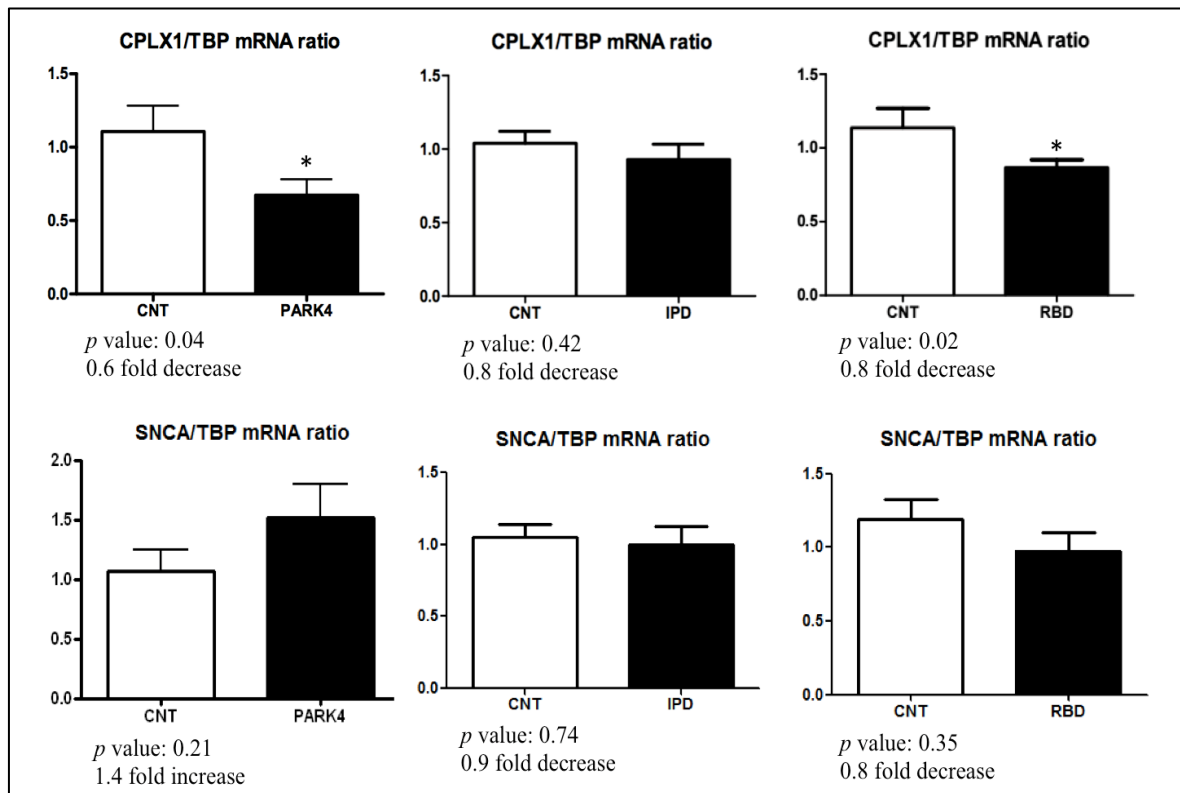 CPLX1/TBP mRNA ratio
1.5
1.0
0.5
0.0
*
CNT
PARK4
p value: 0.04
0.6 fold decrease
CPLX1/TBP mRNA ratio
1.5
1.0
0.5
0.0
CNT
IPD
p value: 0.42
0.8 fold decrease
CPLX1/TBP mRNA ratio
1.5
1.0
0.5
0.0
*
CNT
RBD
p value: 0.02
0.8 fold decrease
SNCA/TBP mRNA ratio
2.0
1.5
1.0
0.5
0.0
CNT
PARK4
p value: 0.21
1.4 fold increase
SNCA/TBP mRNA ratio
1.5
1.0
0.5
0.0
CNT
IPD
p value: 0.74
0.9 fold decrease
SNCA/TBP mRNA ratio
1.5
1.0
0.5
0.0
CNT
RBD
p value: 0.35
0.8 fold decrease